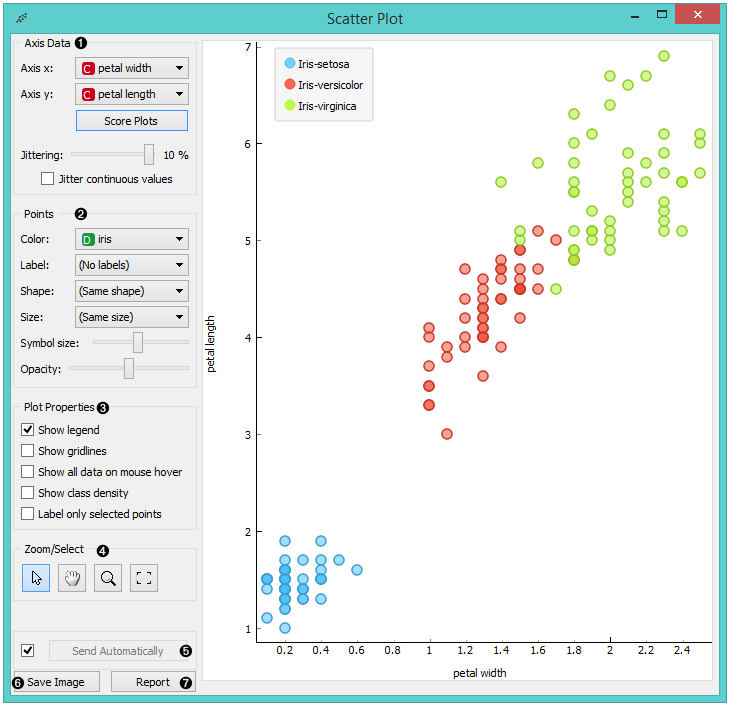 Scatter Plot
Axis Data 1
Axis x: C petal width
Axis y: C petal length
Score Plots
Jittering: 10 %
Jitter continuous values
Points 2
Color: D iris
Label: (No labels)
Shape: (Same shape)
Size: (Same size)
Symbol size:
Opacity:
Plot Properties 3
Show legend
Show gridlines
Show all data on mouse hover
Show class density
Label only selected points
Zoom/Select 4
Send Automatically 5
6 Save Image
Report 7
Iris-setosa
Iris-versicolor
Iris-virginica
petal length
7
6
5
4
3
2
1
0.2 0.4 0.6 0.8 1 1.2 1.4 1.6 1.8 2 2.2 2.4
petal width